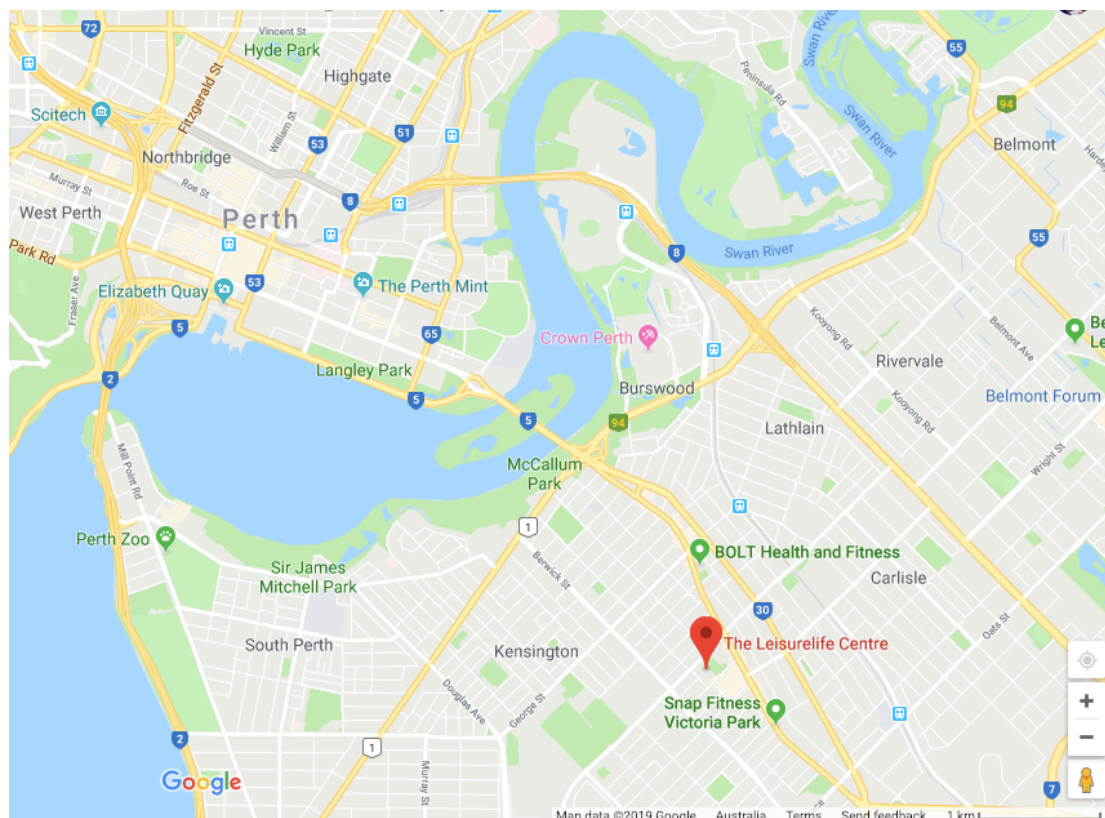 72
Vincent St
Hyde Park
Highgate
Fitzgerald St
Scitech
William St
51
53
Northbridge
Murray St
Roe St
West Perth
Perth
8
Park Rd
Fraser Ave
Elizabeth Quay
53
The Perth Mint
5
65
Langley Park
2
5
5
Swan River
Peninsula Rd
Swan River
Swan River
Swan River
55
94
Belmont
55
8
Crown Perth
Burswood
94
Kooyong Rd
Belmont Ave
Rivervale
Kooyong Rd
Belmont Forum
Be
Le
Lathlain
Wright St
McCallum
Park
1
Mill Point Rd
Perth Zoo
Sir James
Mitchell Park
Berwick St
BOLT Health and Fitness
Carlisle
30
Oats St
South Perth
Kensington
The Leisurelife Centre
Douglas Ave
George St
Snap Fitness
Victoria Park
2
1
Murray St
7
Google
Map data ©2019 Google
Australia
Terms
Send feedback
1 km